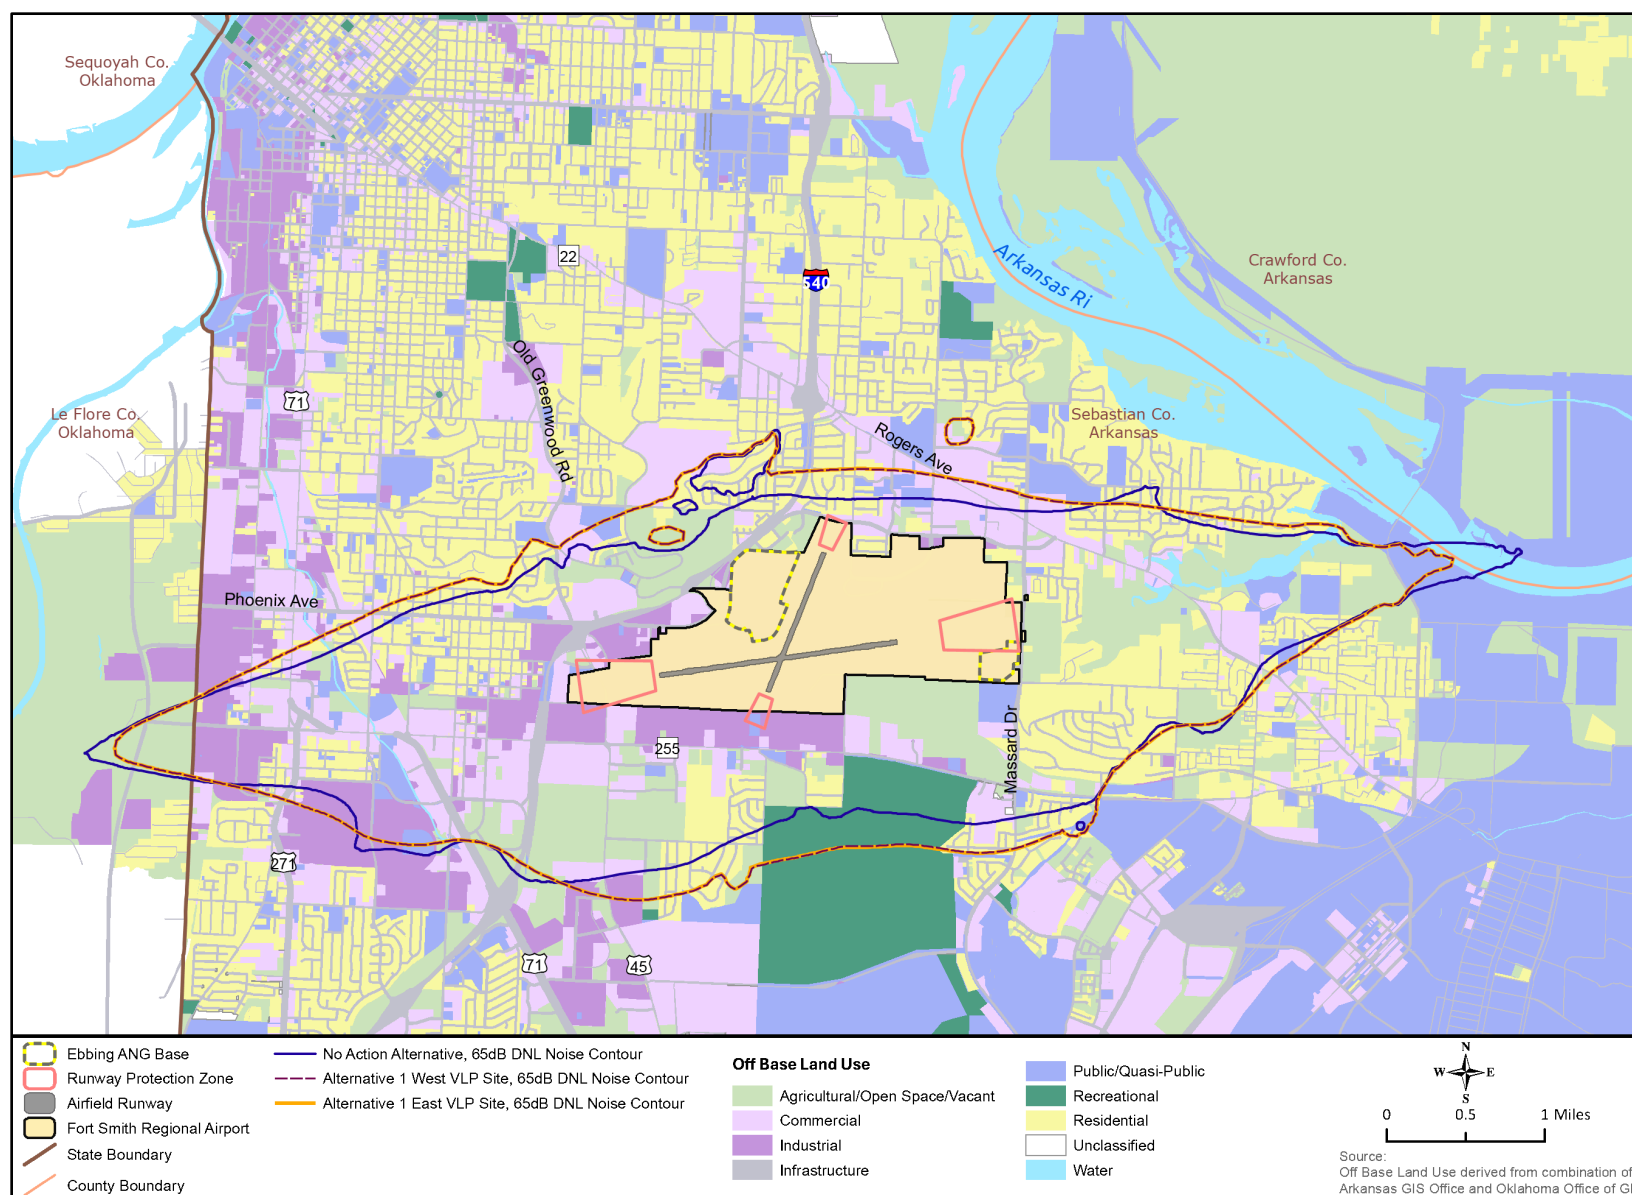 Sequoyah Co.
Oklahoma
22
540
Arkansas Ri
Crawford Co.
Arkansas
Old Greenwood Rd
71
Le Flore Co.
Oklahoma
Sebastian Co.
Arkansas
Rogers Ave
Phoenix Ave
255
Massard Dr
271
71
45
Ebbing ANG Base
Runway Protection Zone
Airfield Runway
Fort Smith Regional Airport
State Boundary
County Boundary
No Action Alternative, 65dB DNL Noise Contour
Alternative 1 West VLP Site, 65dB DNL Noise Contour
Alternative 1 East VLP Site, 65dB DNL Noise Contour
Off Base Land Use
Agricultural/Open Space/Vacant
Commercial
Industrial
Infrastructure
Public/Quasi-Public
Recreational
Residential
Unclassified
Water
N
W E
S
0 0.5 1 Miles
Source:
Off Base Land Use derived from combination of
Arkansas GIS Office and Oklahoma Office of